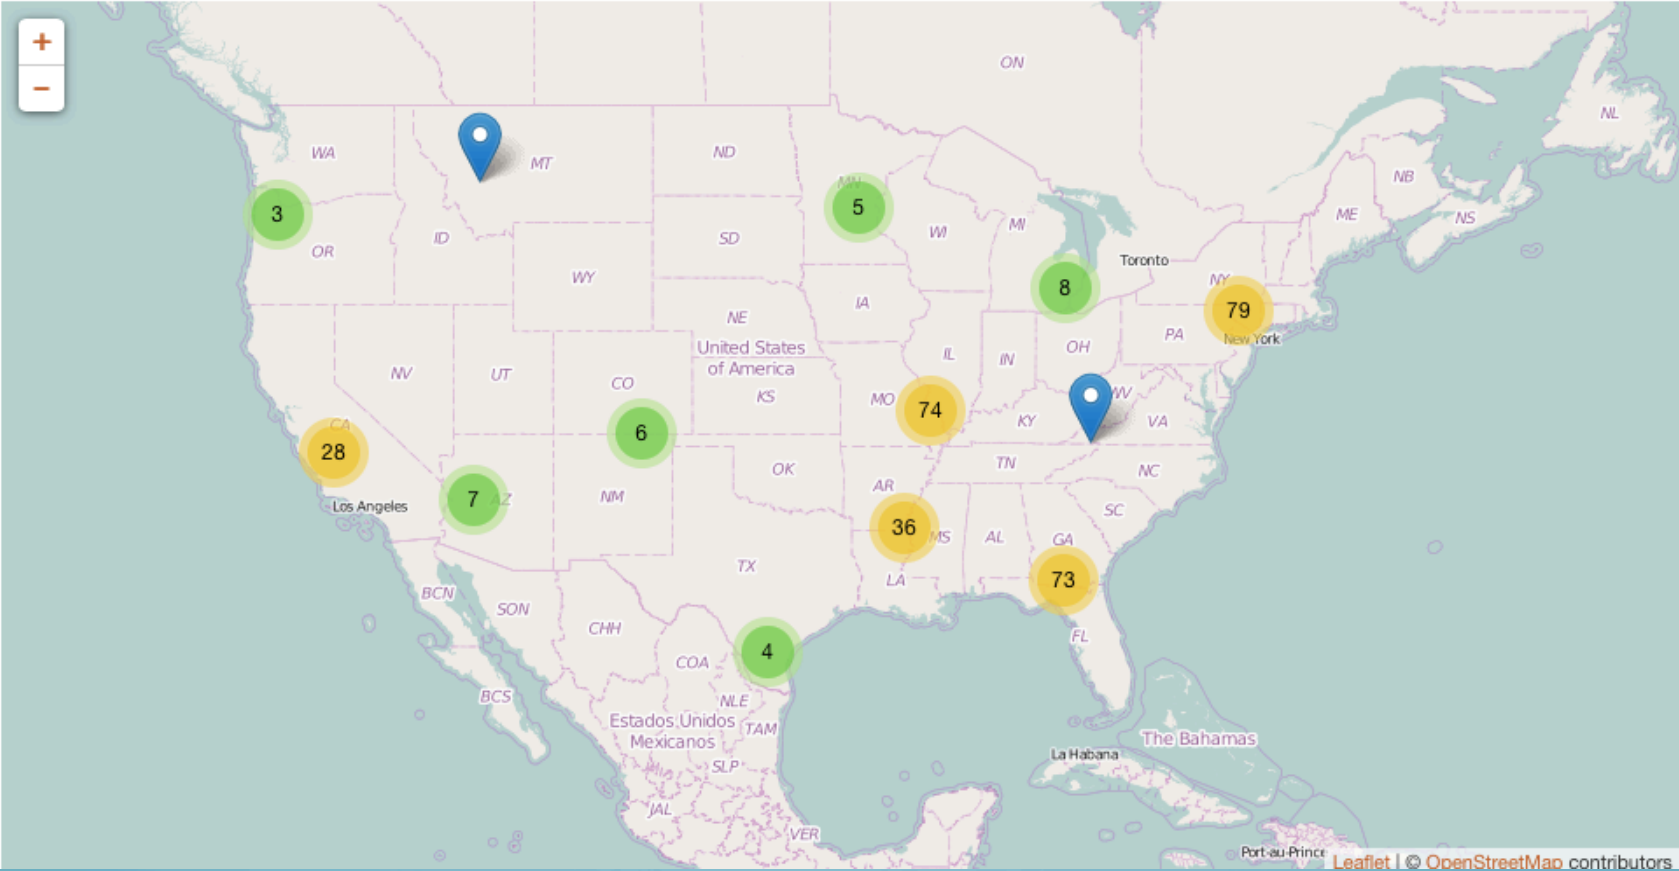 +
−
ON
NL
WA
MT
ND
MN
NB
3
5
ME
NS
OR
ID
SD
WI
MI
Toronto
WY
NY
8
IA
79
NE
PA
New York
United States
of America
IL
IN
OH
NV
UT
CO
KS
MO
74
WV
KY
VA
CA
28
6
OK
TN
NC
7
AZ
NM
AR
Los Angeles
SC
36
MS
AL
GA
TX
LA
73
BCN
SON
CHH
FL
4
COA
BCS
NLE
Estados Unidos
Mexicanos
TAM
The Bahamas
La Habana
SLP
JAL
VER
Port-au-Prince
Leaflet | © OpenStreetMap contributors